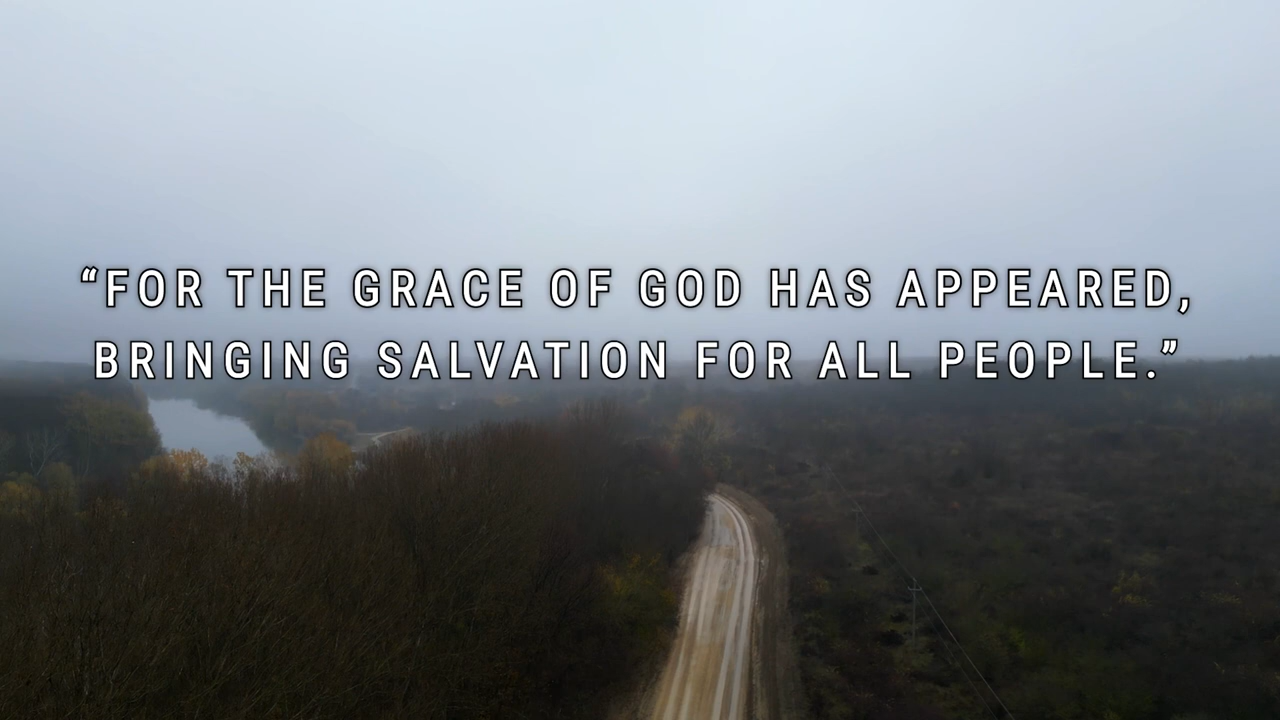 “FOR THE GRACE OF GOD HAS APPEARED,
BRINGING SALVATION FOR ALL PEOPLE.”